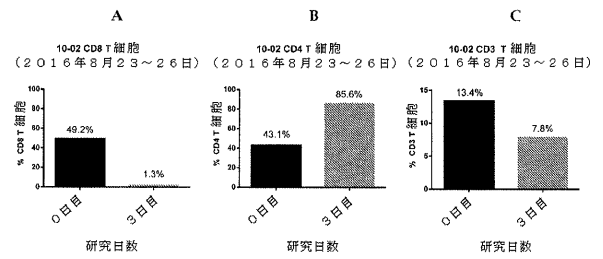 A
10-02 CD8 T 細胞
(2016年8月23~26日)
% CD8 T 細胞
100
80
60
40
20
0
49.2%
1.3%
0日目
3日目
研究日数
B
10-02 CD4 T 細胞
(2016年8月23~26日)
% CD4 T 細胞
100
80
60
40
20
0
43.1%
85.6%
0日目
3日目
研究日数
C
10-02 CD3 T 細胞
(2016年8月23~26日)
% CD3 T 細胞
15
10
5
0
13.4%
7.8%
0日目
3日目
研究日数